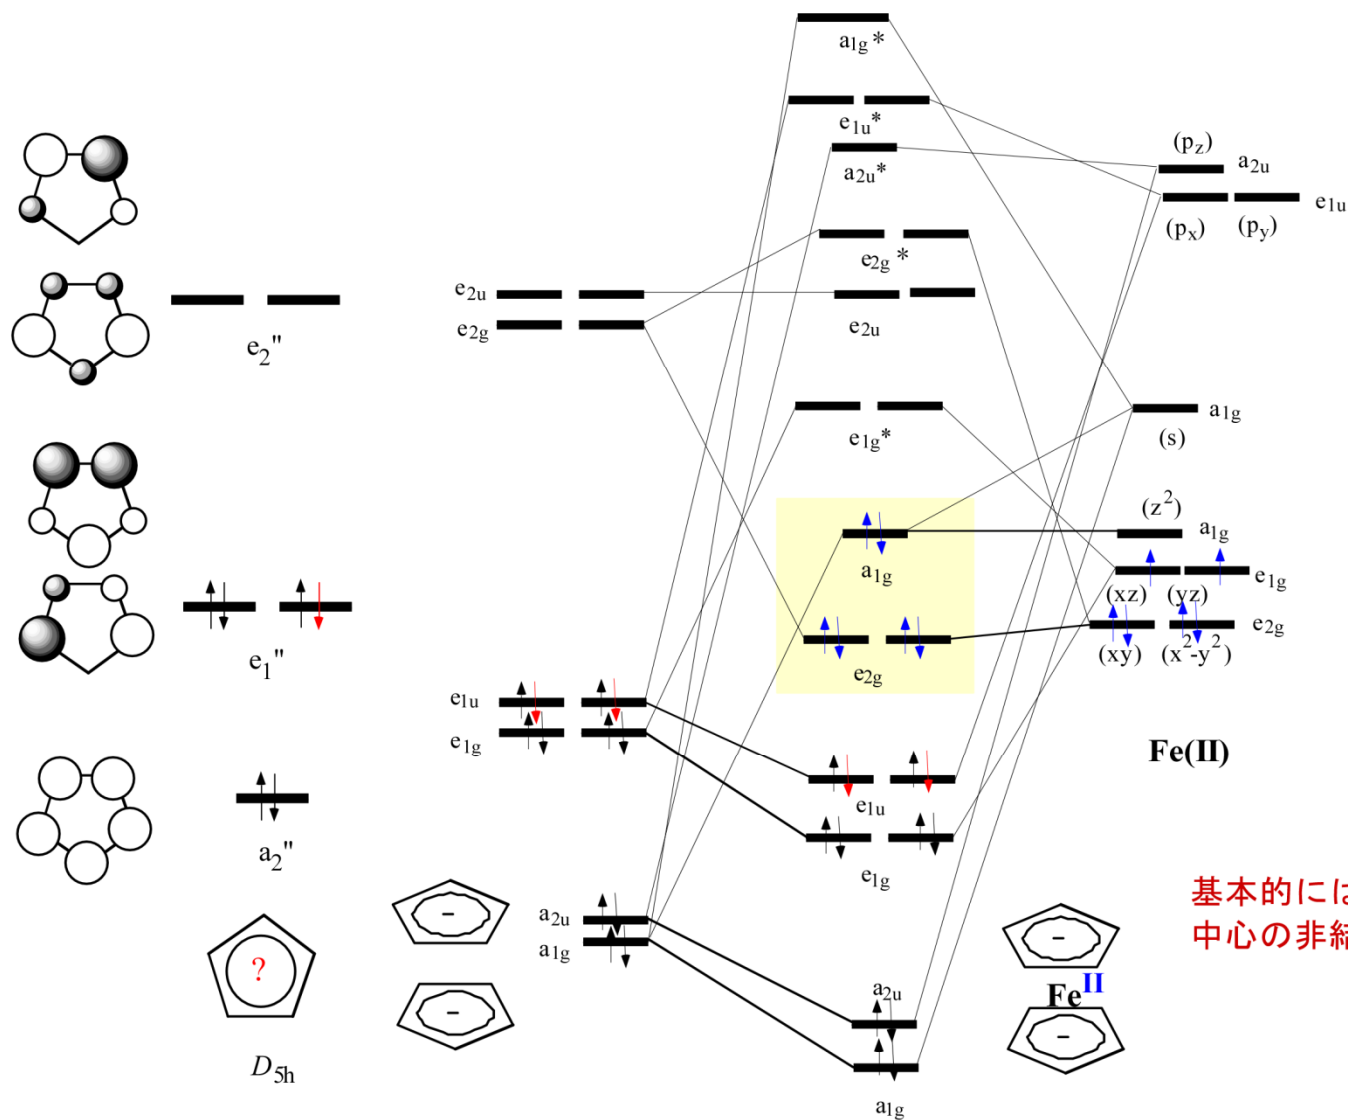 a1g*
e1u*
(pz)
a2u
a2u*
e1u
(px)
(py)
e2g*
e2u
e2g
e2u
e2''
e1g*
a1g
(s)
(z2)
a1g
a1g
e1g
(xz)
(yz)
e2g
(xy)
(x2-y2)
e2g
e1''
e1u
e1g
Fe(II)
e1u
a2''
e1g
基本的には
a2u
a1g
中心の非結
?
−
−
−
FeII
−
a2u
D5h
a1g